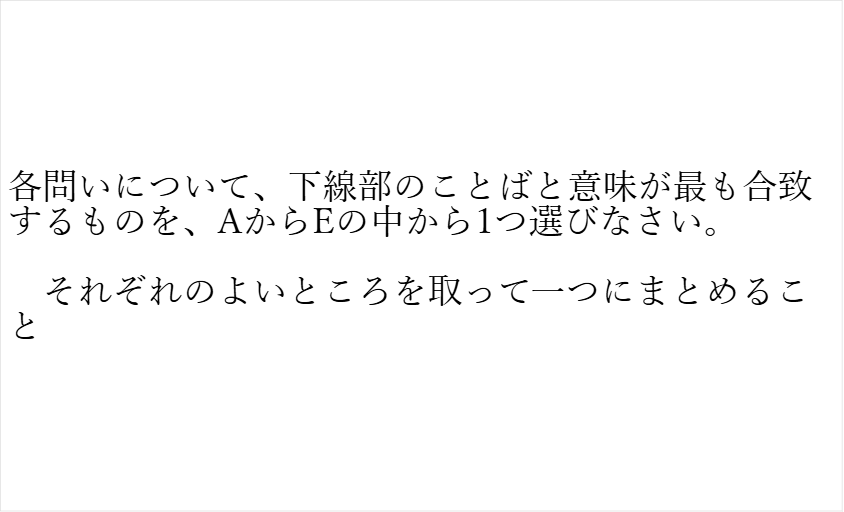 各問いについて、下線部のことばと意味が最も合致
するものを、AからEの中から1つ選びなさい。
　それぞれのよいところを取って一つにまとめるこ
と